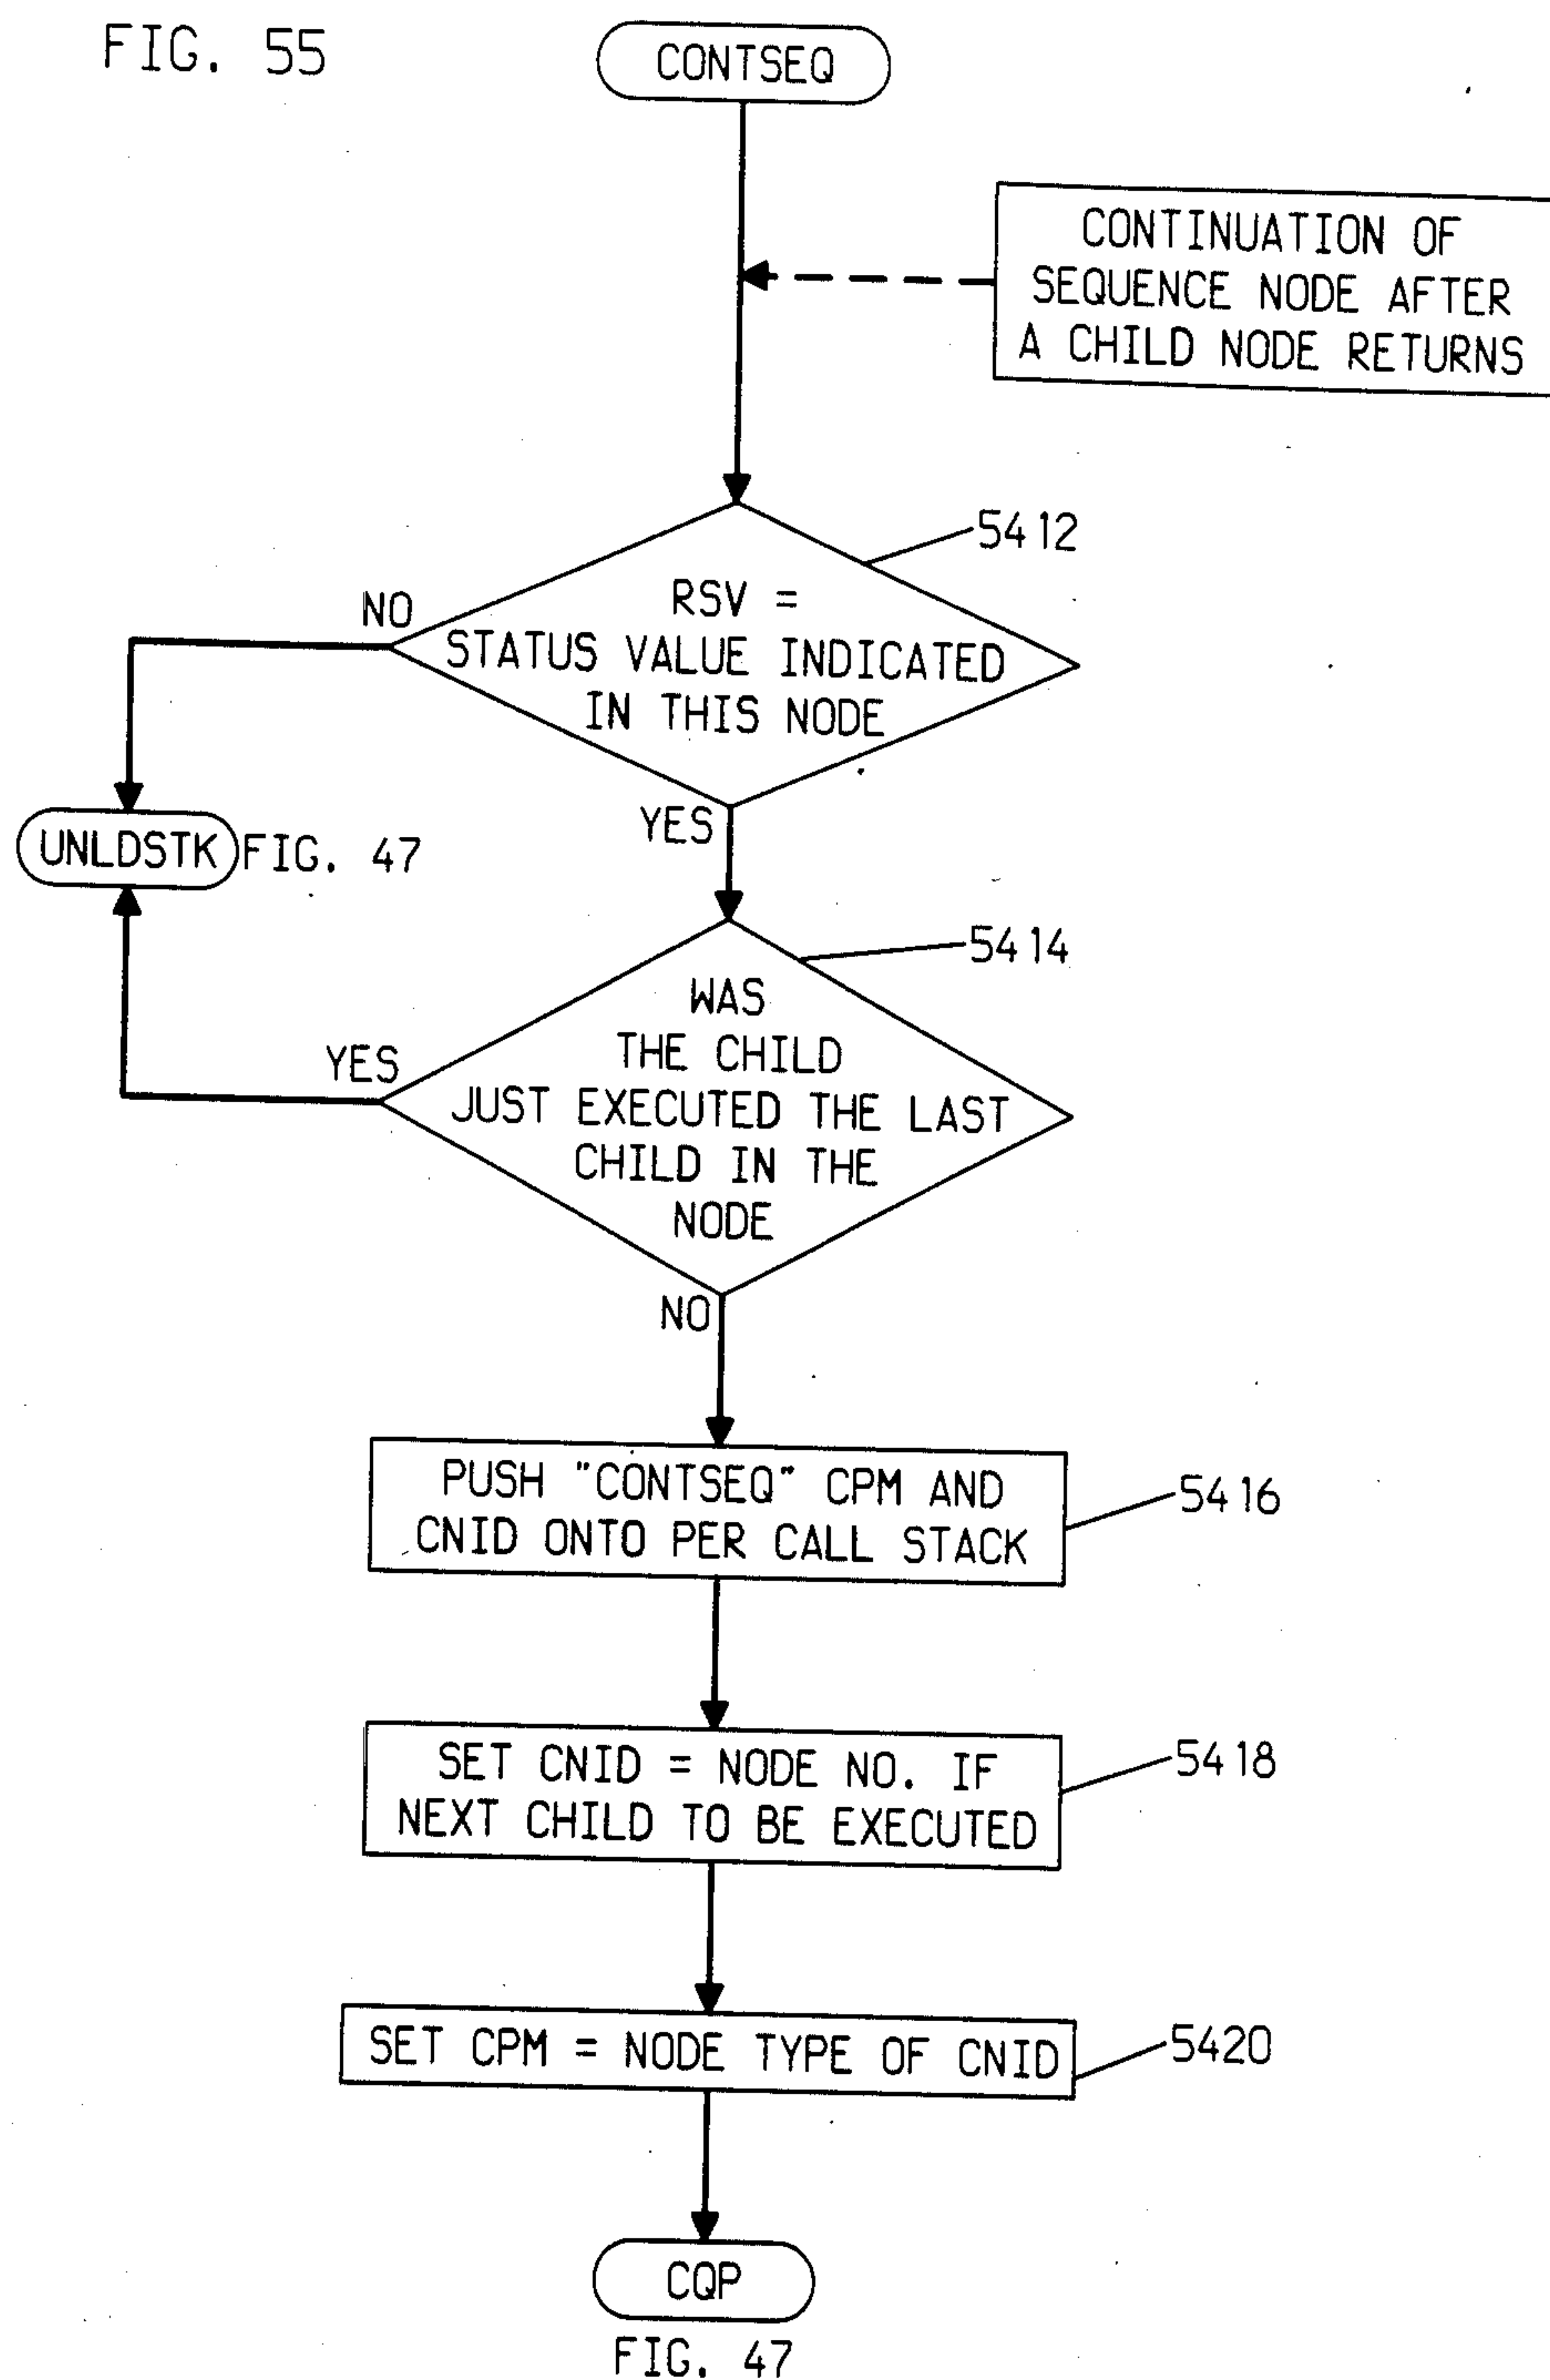 FIG. 55
CONTSEQ
CONTINUATION OF
SEQUENCE NODE AFTER
A CHILD NODE RETURNS
5412
NO
RSV =
STATUS VALUE INDICATED
IN THIS NODE
YES
UNLDSTK
FIG. 47
5414
WAS
THE CHILD
JUST EXECUTED THE LAST
CHILD IN THE
NODE
YES
NO
PUSH "CONTSEQ" CPM AND
CNID ONTO PER CALL STACK
5416
SET CNID = NODE NO. IF
NEXT CHILD TO BE EXECUTED
5418
SET CPM = NODE TYPE OF CNID
5420
CQP
FIG. 47